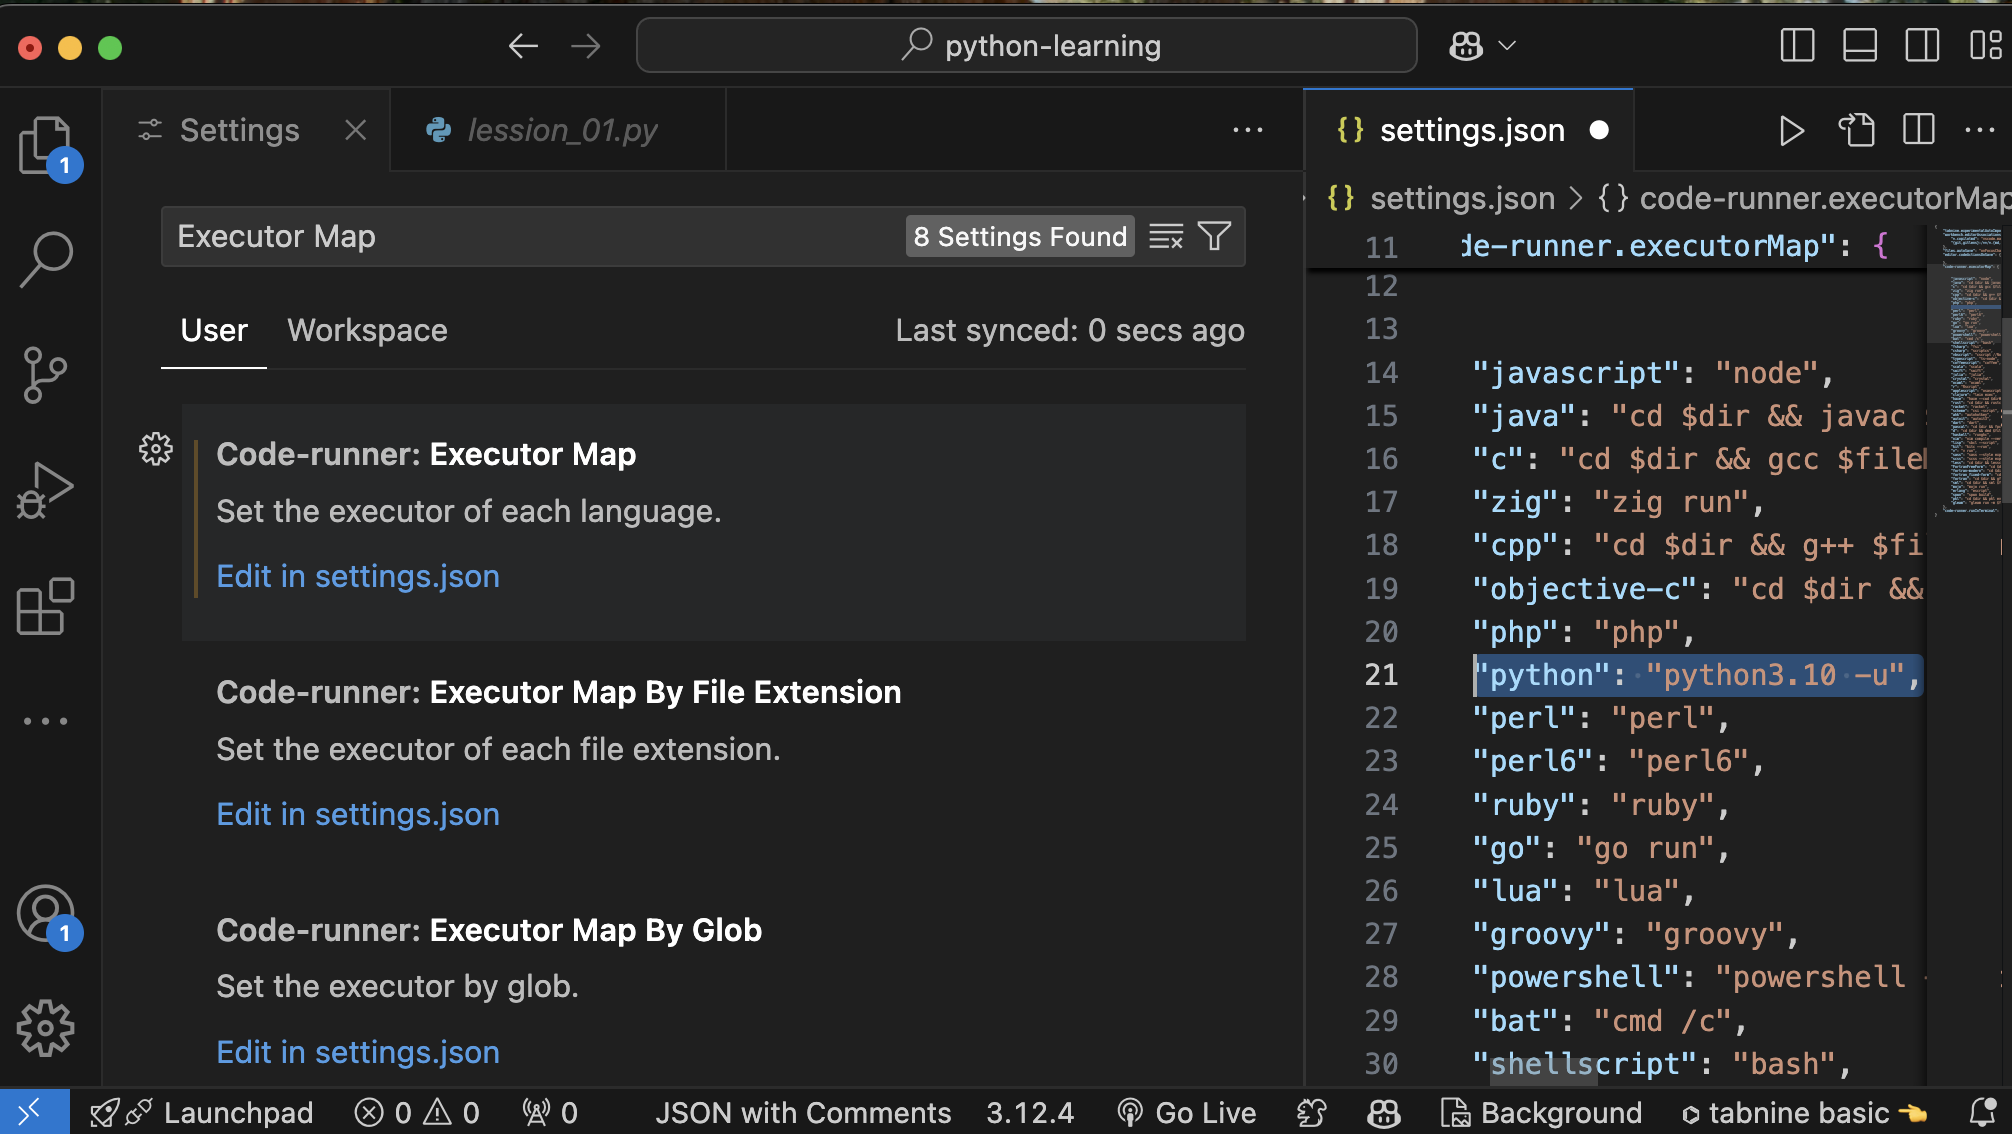 python-learning
Settings
lession_01.py
settings.json
1
settings.json > {} code-runner.executorMap
Executor Map
8 Settings Found
User
Workspace
Last synced: 0 secs ago
Code-runner: Executor Map
Set the executor of each language.
Edit in settings.json
Code-runner: Executor Map By File Extension
Set the executor of each file extension.
Edit in settings.json
Code-runner: Executor Map By Glob
Set the executor by glob.
Edit in settings.json
1
11 de-runner.executorMap": {
12
13
14 "javascript": "node",
15 "java": "cd $dir && javac
16 "c": "cd $dir && gcc $file
17 "zig": "zig run",
18 "cpp": "cd $dir && g++ $fi
19 "objective-c": "cd $dir &&
20 "php": "php",
21 "python": "python3.10 -u",
22 "perl": "perl",
23 "perl6": "perl6",
24 "ruby": "ruby",
25 "go": "go run",
26 "lua": "lua",
27 "groovy": "groovy",
28 "powershell": "powershell
29 "bat": "cmd /c",
30 "shellscript": "bash",
Launchpad 0 0 0 JSON with Comments 3.12.4 Go Live Background tabnine basic